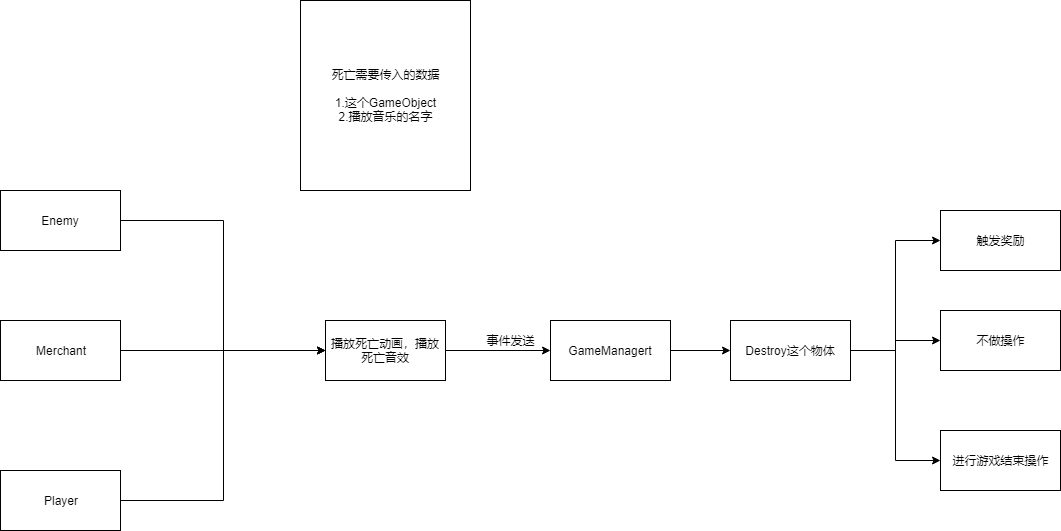 死亡需要传入的数据
1.这个GameObject
2.播放音乐的名字
Enemy
触发奖励
Merchant
播放死亡动画，播放
死亡音效
事件发送
GameManagert
Destroy这个物体
不做操作
进行游戏结束操作
Player